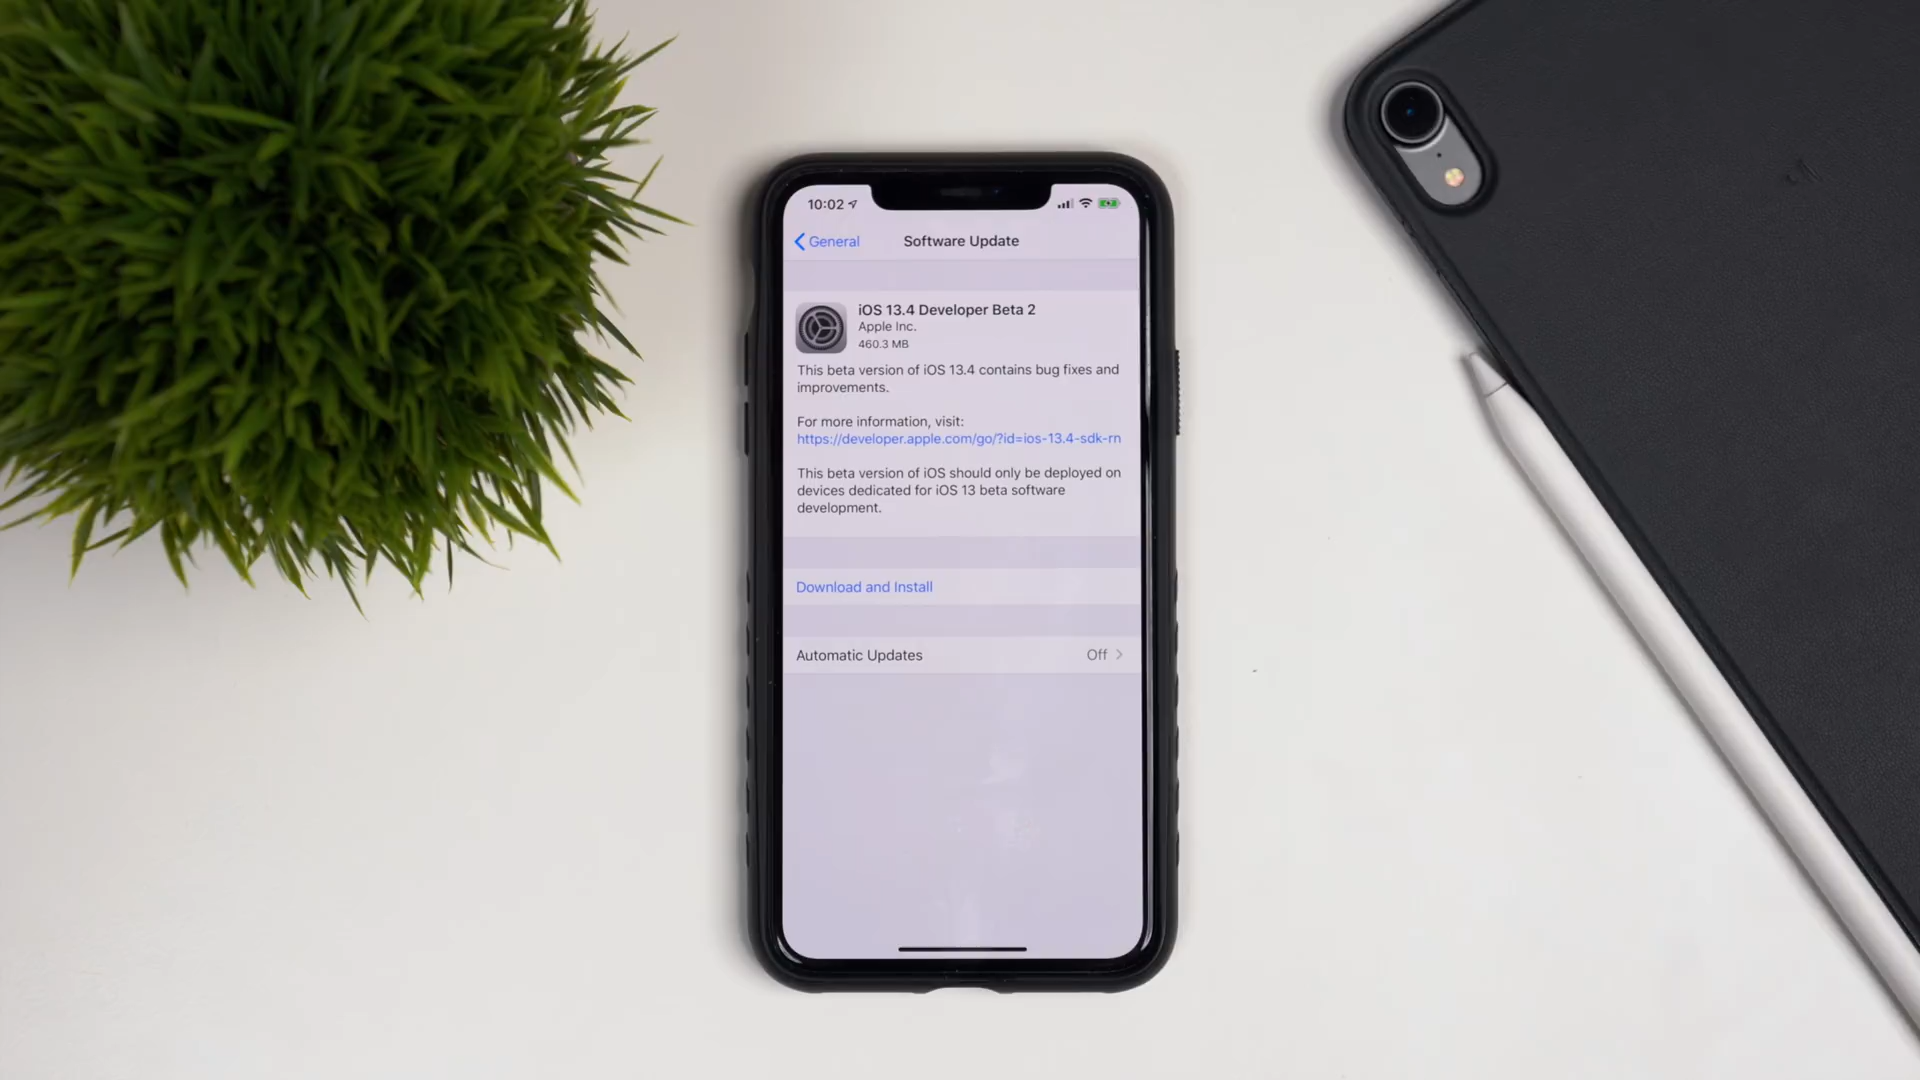 10:02
General
Software Update
iOS 13.4 Developer Beta 2
Apple Inc.
460.3 MB
This beta version of iOS 13.4 contains bug fixes and
improvements.
For more information, visit:
https://developer.apple.com/go/?id=ios-13.4-sdk-rn
This beta version of iOS should only be deployed on
devices dedicated for iOS 13 beta software
development.
Download and Install
Automatic Updates Off